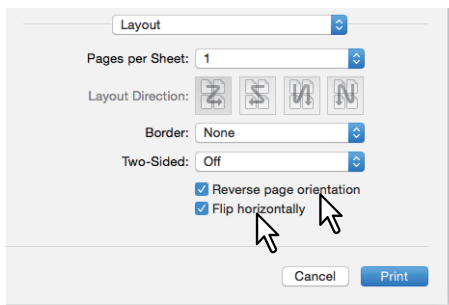 Layout
Pages per Sheet: 1
Layout Direction:
Border: None
Two-Sided: Off
Reverse page orientation
Flip horizontally
Cancel Print